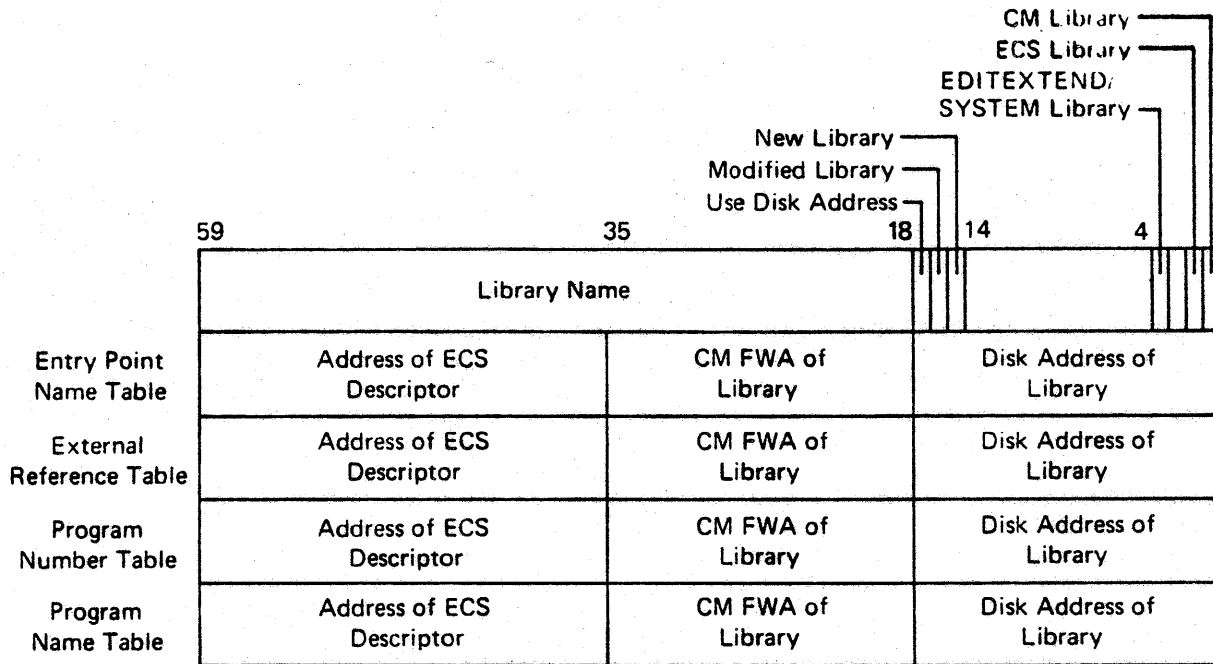 CM Library
ECS Library
EDITEXTEND/
SYSTEM Library
New Library
Modified Library
Use Disk Address
59 35 18 14 4
Library Name
Entry Point
Name Table
Address of ECS
Descriptor
CM FWA of
Library
Disk Address of
Library
External
Reference Table
Address of ECS
Descriptor
CM FWA of
Library
Disk Address of
Library
Program
Number Table
Address of ECS
Descriptor
CM FWA of
Library
Disk Address of
Library
Program
Name Table
Address of ECS
Descriptor
CM FWA of
Library
Disk Address of
Library